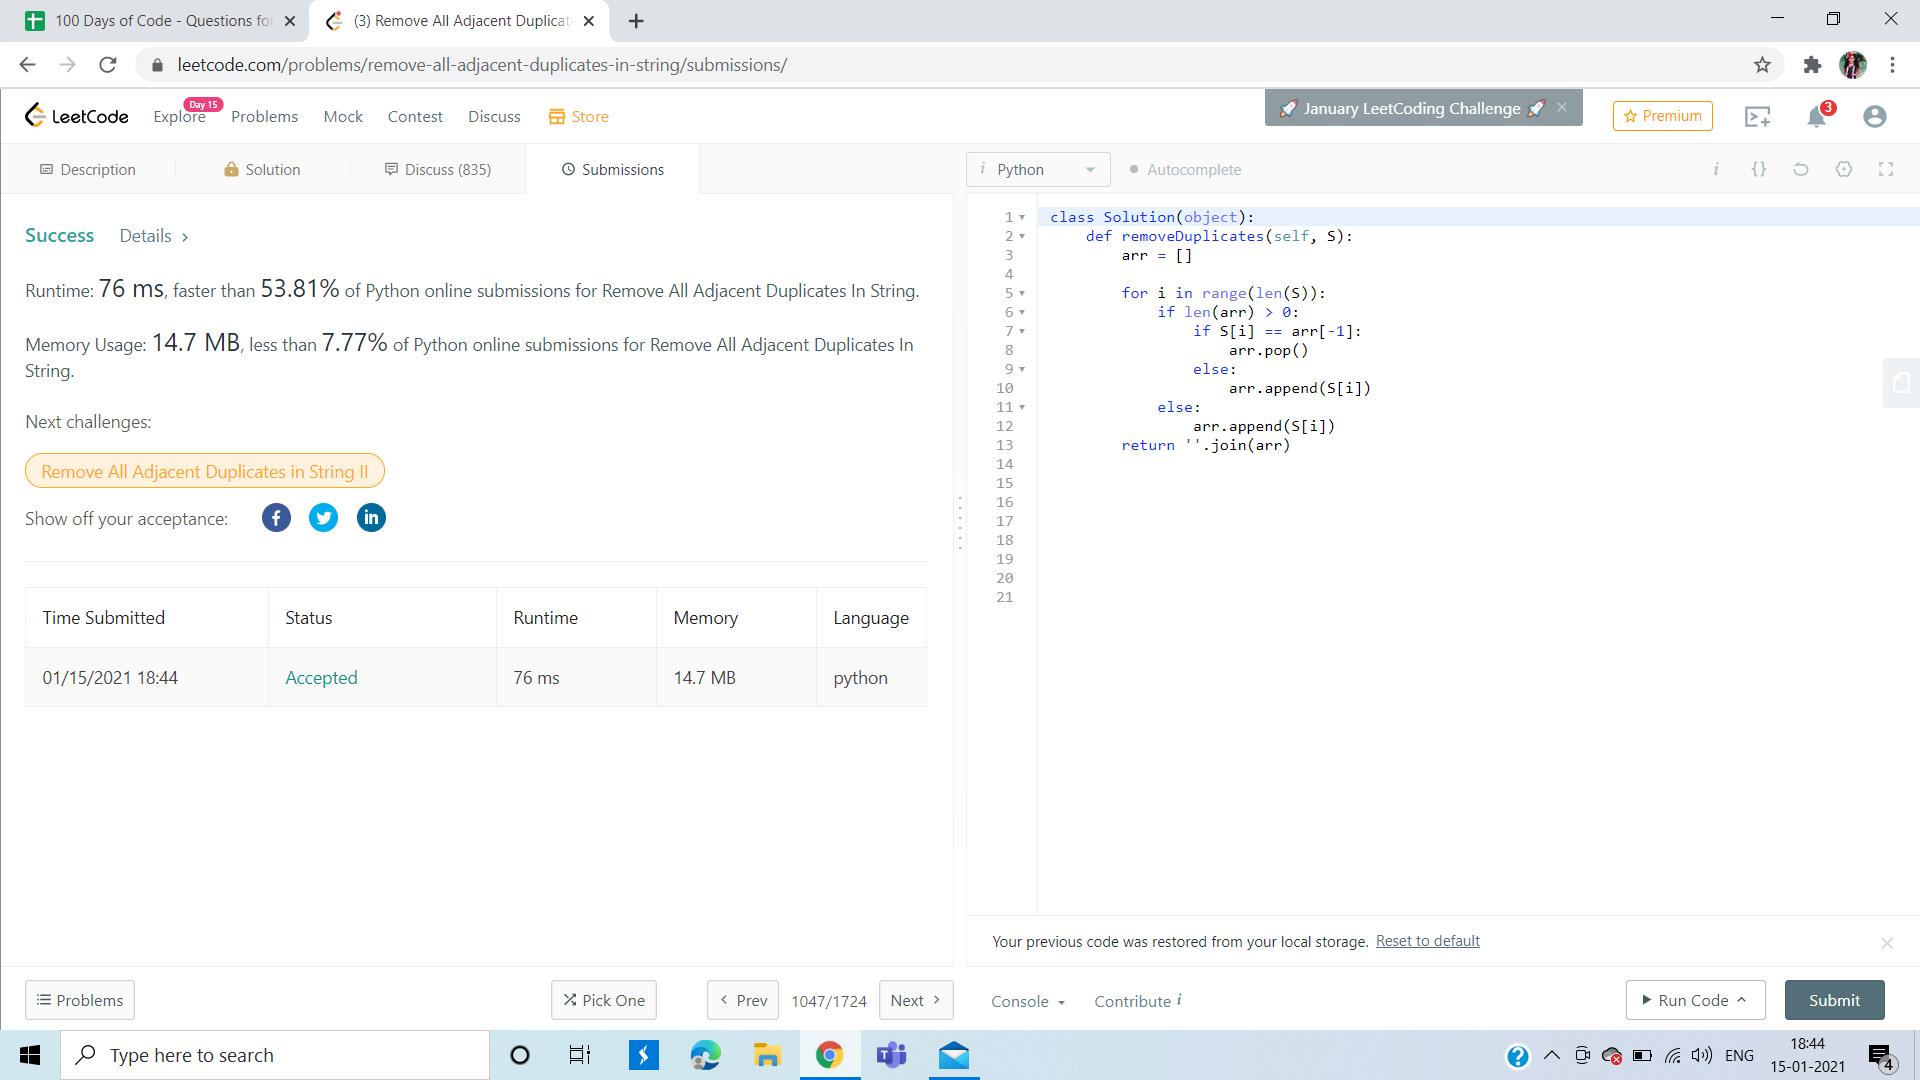 100 Days of Code - Questions for
(3) Remove All Adjacent Duplicat
leetcode.com/problems/remove-all-adjacent-duplicates-in-string/submissions/
LeetCode
Explore
Day 15
Problems
Mock
Contest
Discuss
Store
January LeetCoding Challenge
Premium
3
Description
Solution
Discuss (835)
Submissions
Success
Details >
Runtime: 76 ms, faster than 53.81% of Python online submissions for Remove All Adjacent Duplicates In String.
Memory Usage: 14.7 MB, less than 7.77% of Python online submissions for Remove All Adjacent Duplicates In
String.
Next challenges:
Remove All Adjacent Duplicates in String II
Show off your acceptance:
Time Submitted
Status
Runtime
Memory
Language
01/15/2021 18:44
Accepted
76 ms
14.7 MB
python
i Python
Autocomplete
i {}
1 class Solution(object):
2     def removeDuplicates(self, S):
3         arr = []
4
5         for i in range(len(S)):
6             if len(arr) > 0:
7                 if S[i] == arr[-1]:
8                     arr.pop()
9                 else:
10                     arr.append(S[i])
11             else:
12                 arr.append(S[i])
13         return ''.join(arr)
14
15
16
17
18
19
20
21
Your previous code was restored from your local storage. Reset to default
Problems
Pick One
< Prev
1047/1724
Next >
Console
Contribute i
Run Code
Submit
Type here to search
ENG
18:44
15-01-2021
4